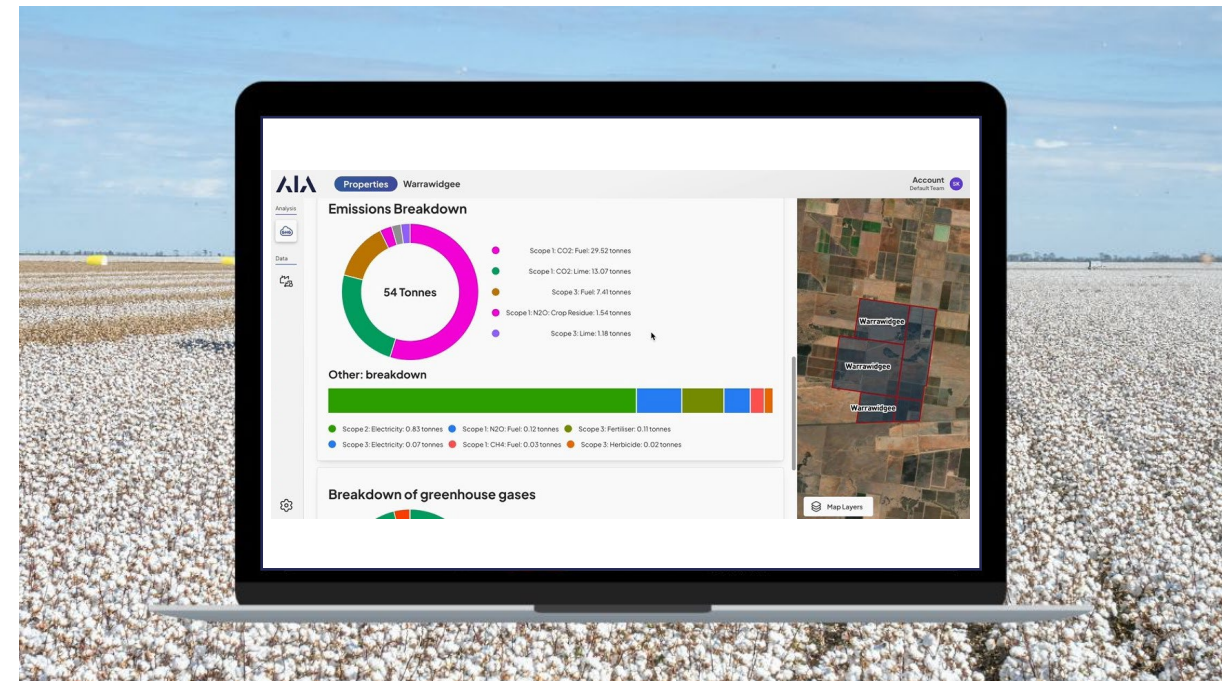 AIA
Properties
Warrawidgee
Account
Default Team
SK
Analysis
GHG
Data
Emissions Breakdown
54 Tonnes
Scope 1: CO2: Fuel: 29.52 tonnes
Scope 1: CO2: Lime: 13.07 tonnes
Scope 3: Fuel: 7.41 tonnes
Scope 1: N2O: Crop Residue: 1.54 tonnes
Scope 3: Lime: 1.18 tonnes
Other: breakdown
Scope 2: Electricity: 0.83 tonnes
Scope 1: N2O: Fuel: 0.12 tonnes
Scope 3: Fertiliser: 0.11 tonnes
Scope 3: Electricity: 0.07 tonnes
Scope 1: CH4: Fuel: 0.03 tonnes
Scope 3: Herbicide: 0.02 tonnes
Breakdown of greenhouse gases
Warrawidgee
Warrawidgee
Warrawidgee
Map Layers